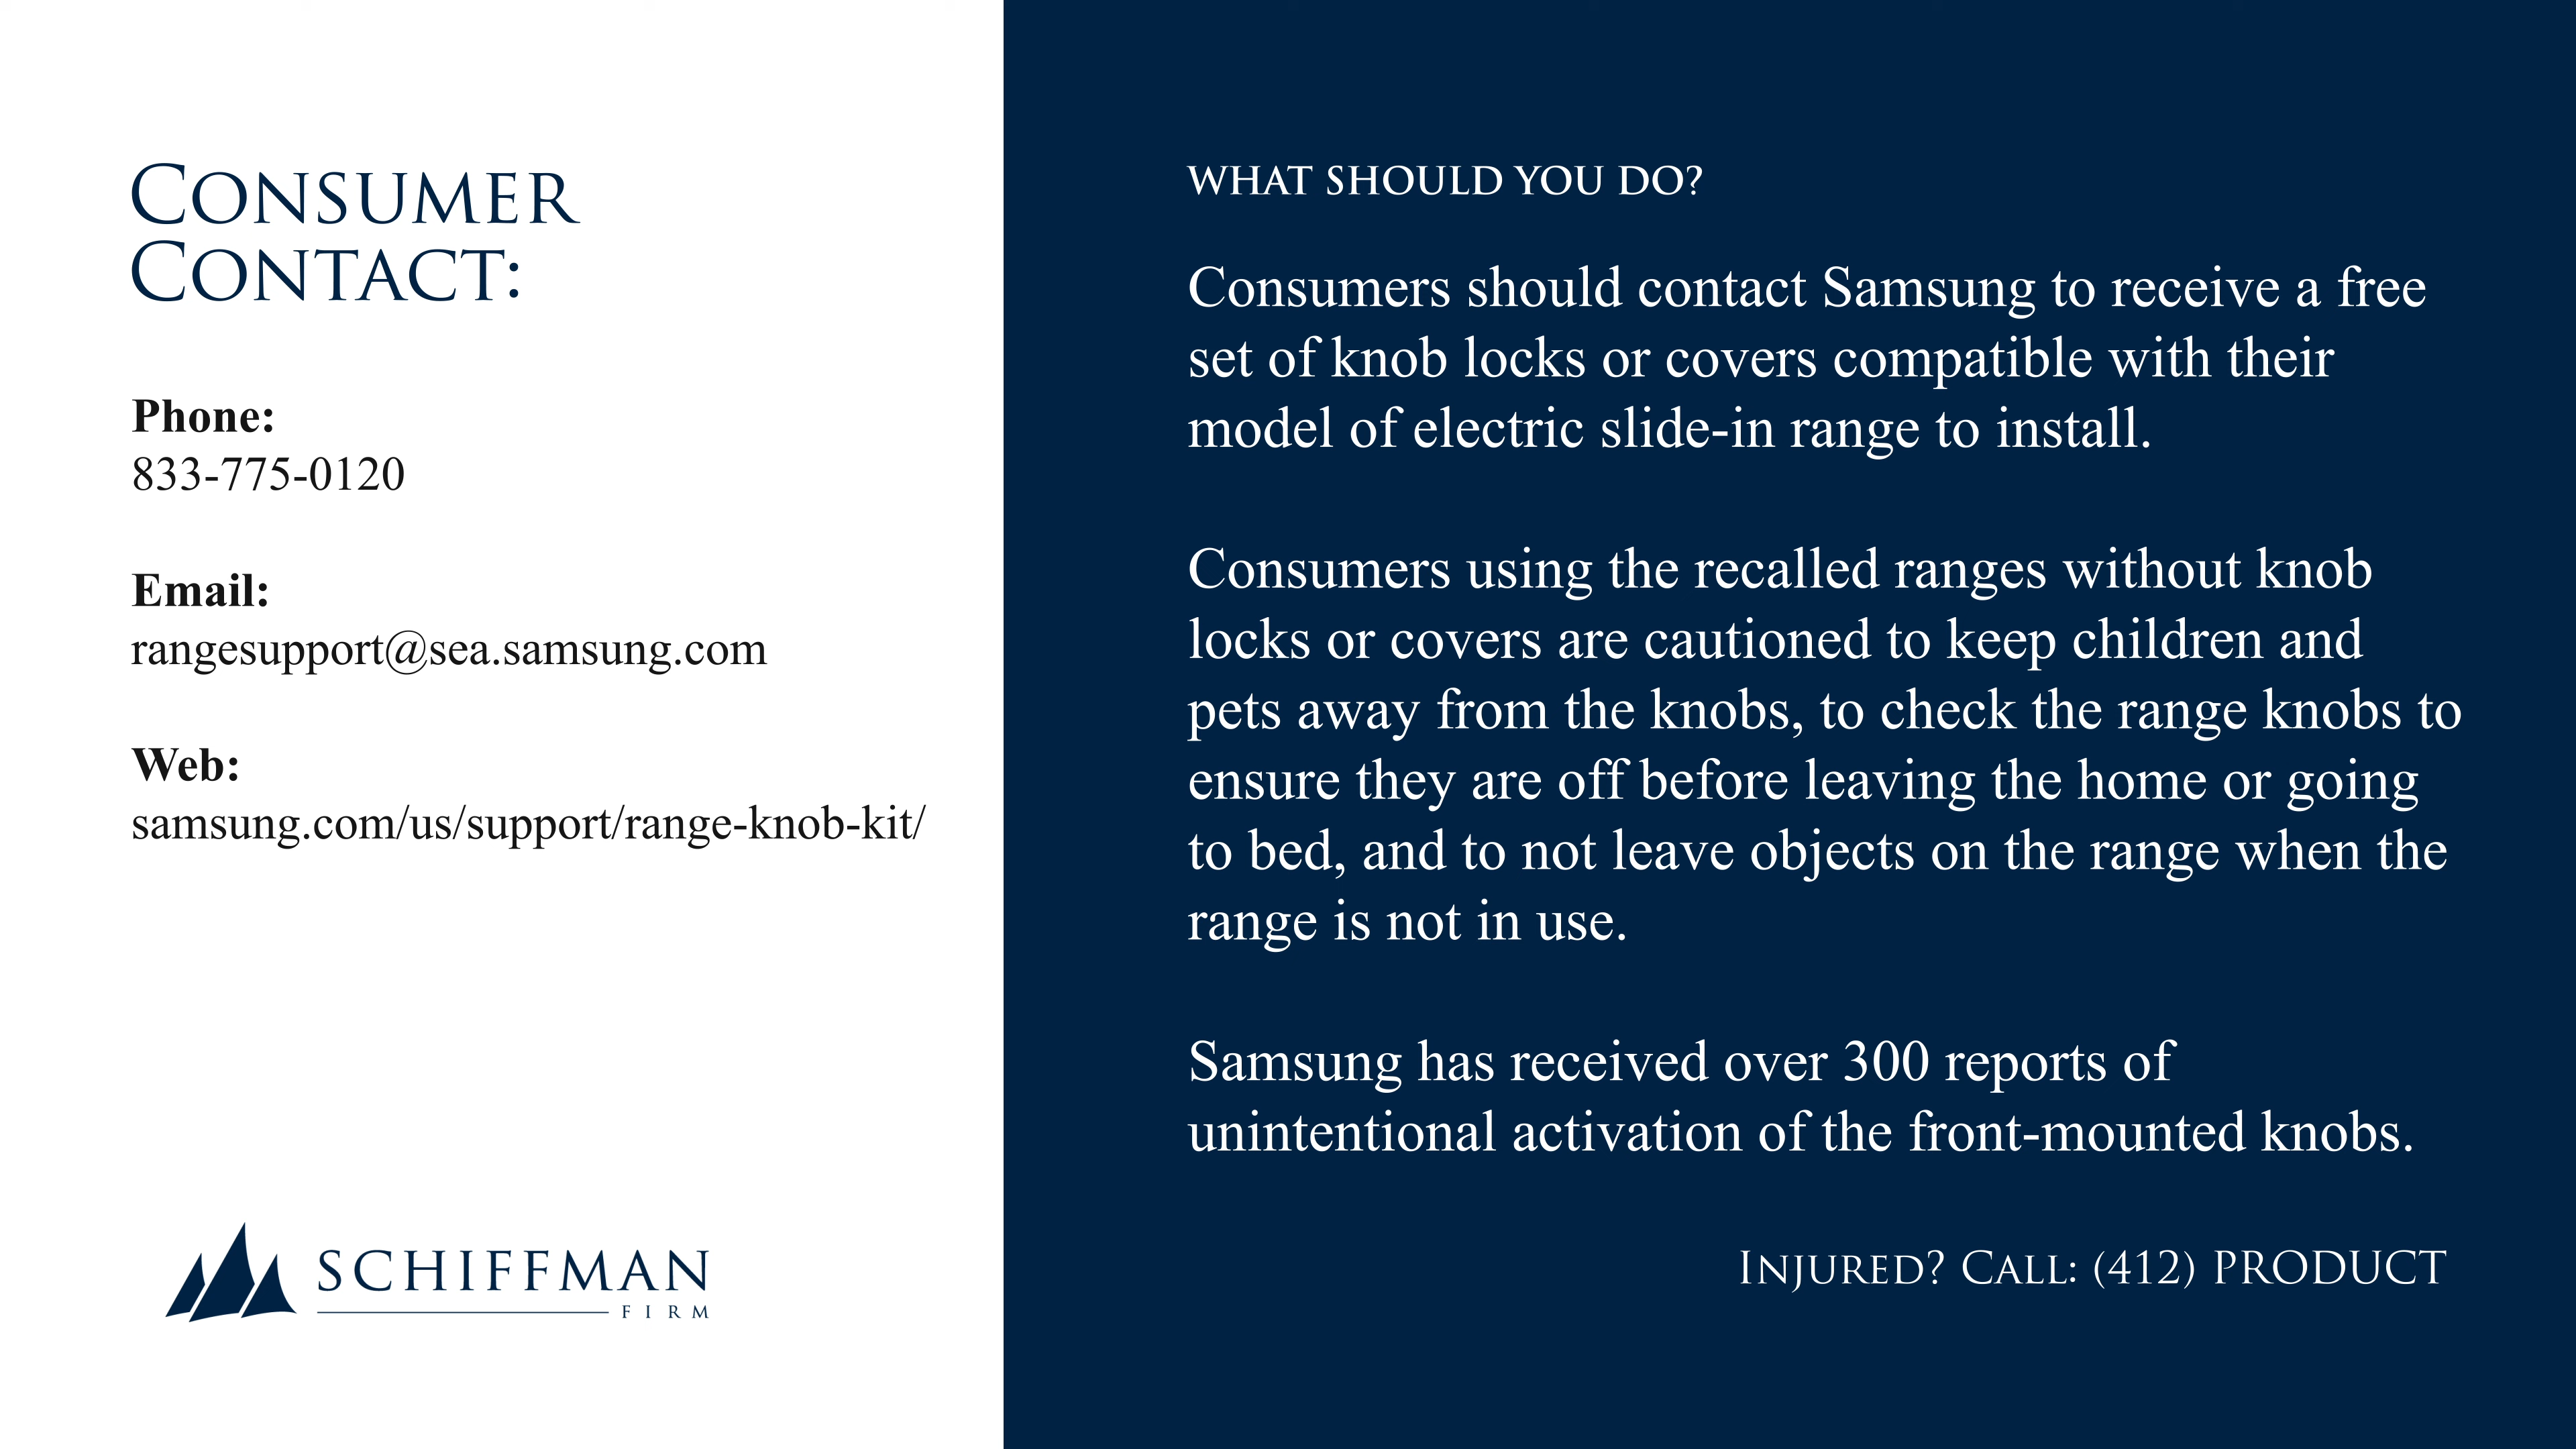 CONSUMER
CONTACT:
Phone:
833-775-0120
Email:
rangesupport@sea.samsung.com
Web:
samsung.com/us/support/range-knob-kit/
SCHIFFMAN
FIRM
WHAT SHOULD YOU DO?
Consumers should contact Samsung to receive a free
set of knob locks or covers compatible with their
model of electric slide-in range to install.
Consumers using the recalled ranges without knob
locks or covers are cautioned to keep children and
pets away from the knobs, to check the range knobs to
ensure they are off before leaving the home or going
to bed, and to not leave objects on the range when the
range is not in use.
Samsung has received over 300 reports of
unintentional activation of the front-mounted knobs.
INJURED? CALL: (412) PRODUCT